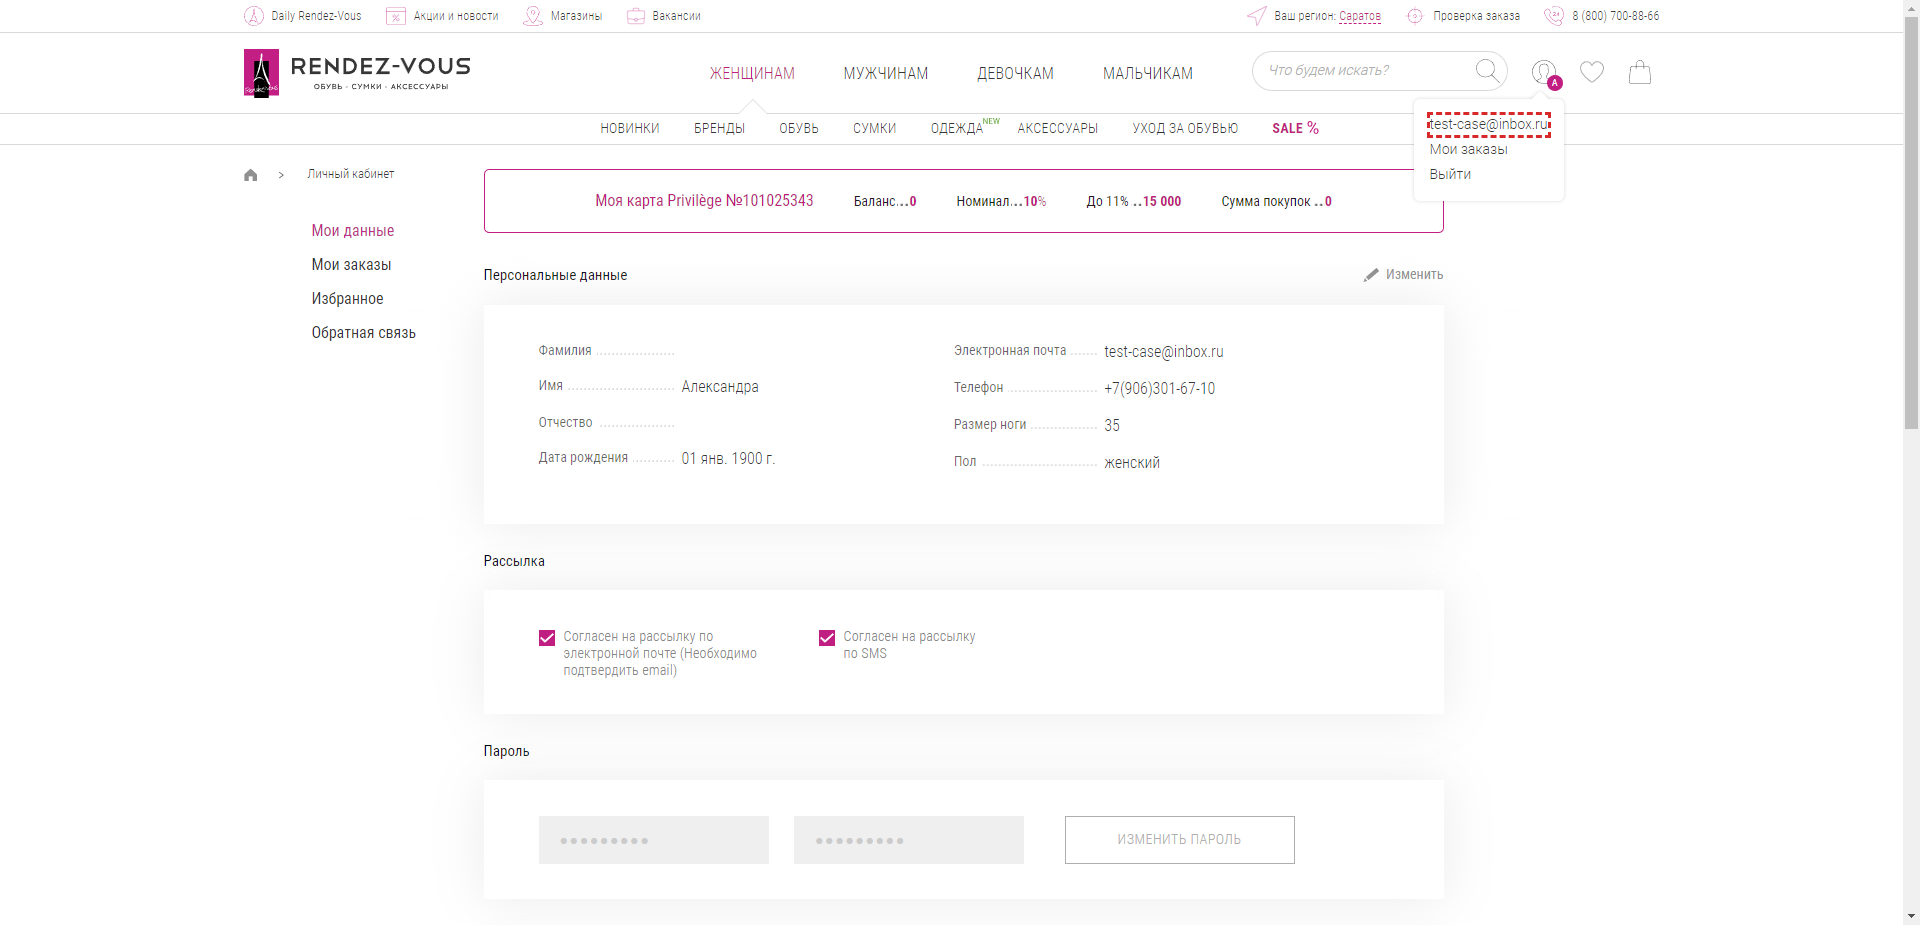 Daily Rendez-Vous
Акции и новости
Магазины
Вакансии
Ваш регион: Саратов
Проверка заказа
24
8 (800) 700-88-66
Rendez-vous
RENDEZ-VOUS
ОБУВЬ · СУМКИ · АКСЕССУАРЫ
ЖЕНЩИНАМ
МУЖЧИНАМ
ДЕВОЧКАМ
МАЛЬЧИКАМ
Что будем искать?
A
НОВИНКИ
БРЕНДЫ
ОБУВЬ
СУМКИ
ОДЕЖДА NEW
АКСЕССУАРЫ
УХОД ЗА ОБУВЬЮ
SALE %
test-case@inbox.ru
Мои заказы
Выйти
> Личный кабинет
Мои данные
Мои заказы
Избранное
Обратная связь
Моя карта Privilège №101025343
Баланс...0
Номинал...10%
До 11% ..15 000
Сумма покупок ..0
Персональные данные
Изменить
Фамилия
Имя Александра
Отчество
Дата рождения 01 янв. 1900 г.
Электронная почта test-case@inbox.ru
Телефон +7(906)301-67-10
Размер ноги 35
Пол женский
Рассылка
Согласен на рассылку по
электронной почте (Необходимо
подтвердить email)
Согласен на рассылку
по SMS
Пароль
ИЗМЕНИТЬ ПАРОЛЬ